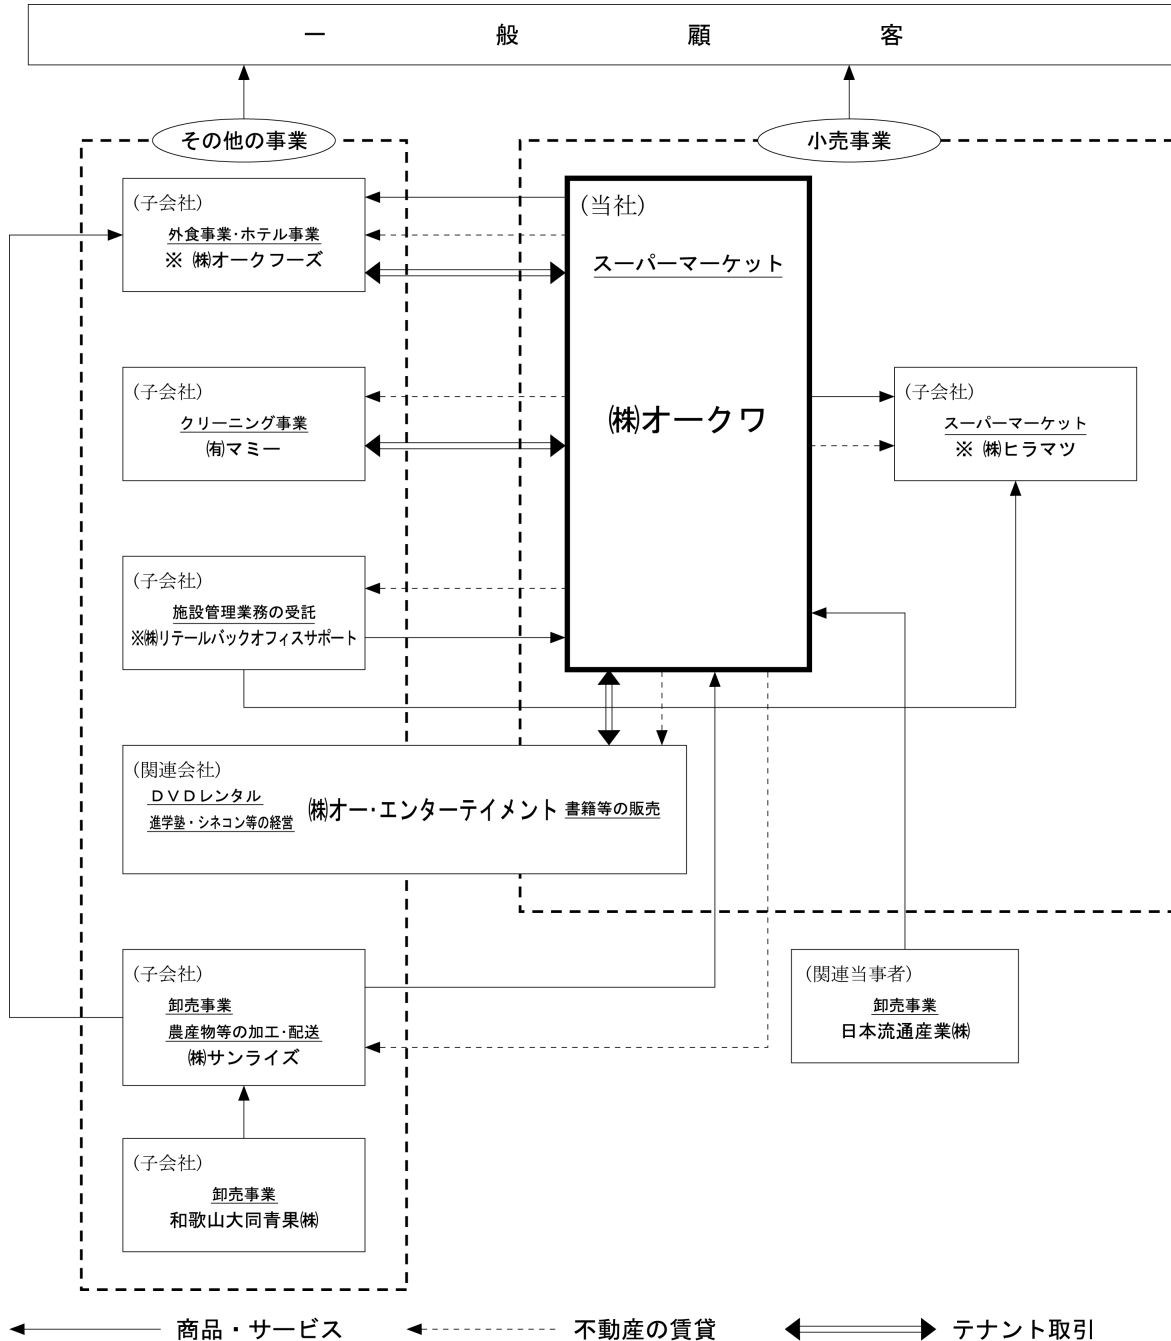 一般顧客
その他の事業
小売事業
(子会社)
外食事業・ホテル事業
※ ㈱オークフーズ
(当社)
スーパーマーケット
㈱オークワ
(子会社)
クリーニング事業
㈲マミー
(子会社)
スーパーマーケット
※ ㈱ヒラマツ
(子会社)
施設管理業務の受託
※㈱リテールバックオフィスサポート
(関連会社)
DVDレンタル
進学塾・シネコン等の経営
㈱オー・エンターテイメント 書籍等の販売
(子会社)
卸売事業
農産物等の加工・配送
㈱サンライズ
(関連当事者)
卸売事業
日本流通産業㈱
(子会社)
卸売事業
和歌山大同青果㈱
商品・サービス 不動産の賃貸 テナント取引